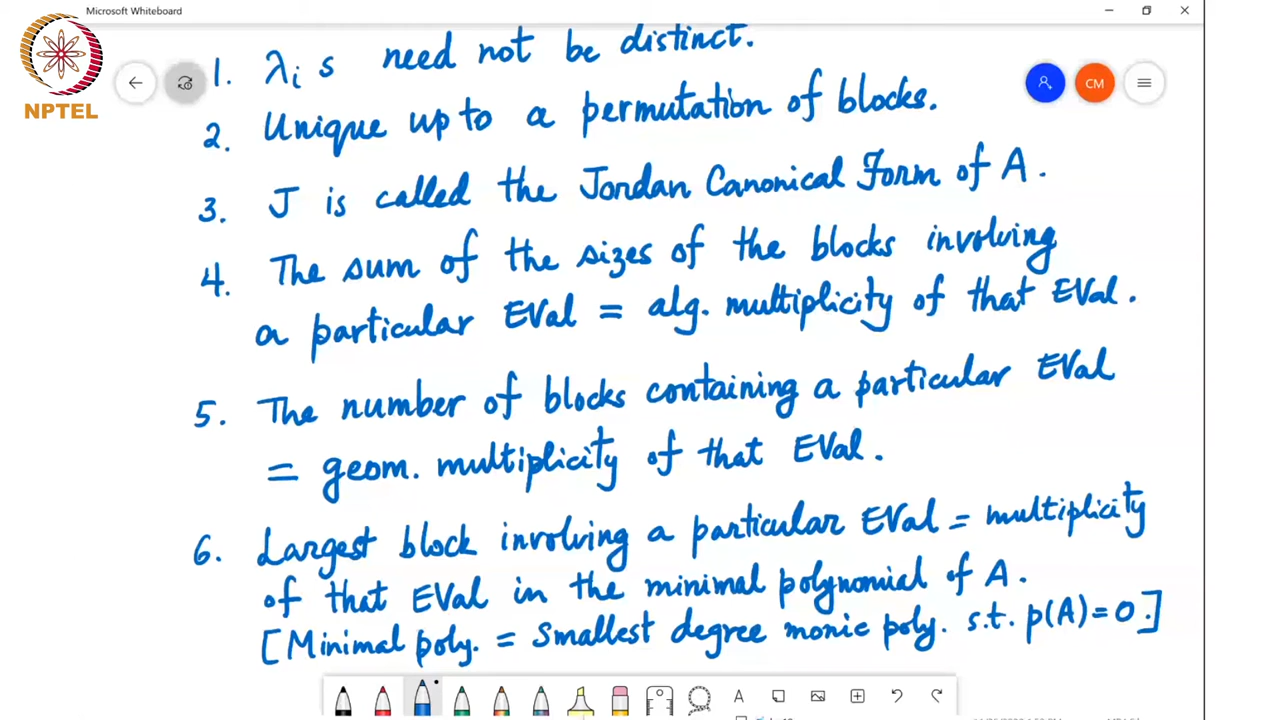 Microsoft Whiteboard
NPTEL
CM
1. λi s need not be distinct.
2. Unique up to a permutation of blocks.
3. J is called the Jordan Canonical Form of A.
4. The sum of the sizes of the blocks involving
a particular EVal = alg. multiplicity of that EVal.
5. The number of blocks containing a particular EVal
= geom. multiplicity of that EVal.
6. Largest block involving a particular EVal = multiplicity
of that EVal in the minimal polynomial of A.
[Minimal poly. = Smallest degree monic poly. s.t. p(A)=0.]
A